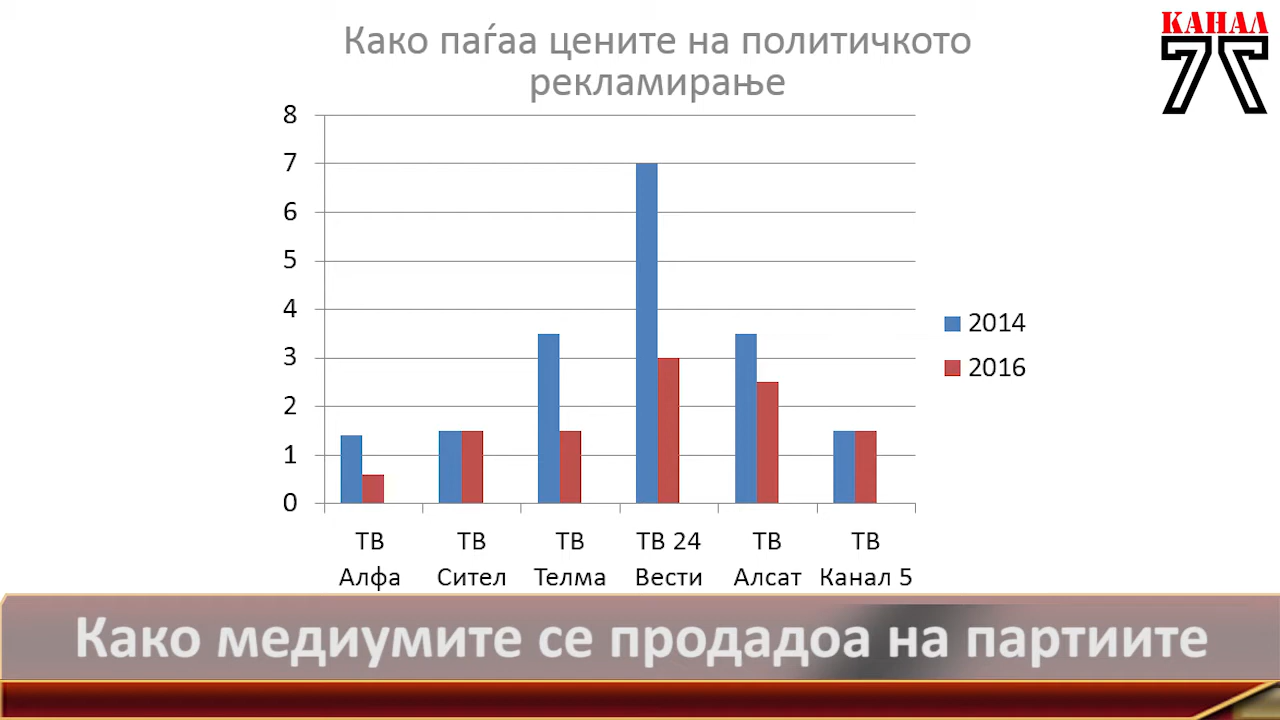 Како паѓаа цените на политичкото
рекламирање
КАНАЛ
77
8
7
6
5
4
3
2
1
0
2014
2016
ТВ Алфа
ТВ Сител
ТВ Телма
ТВ 24 Вести
ТВ Алсат
ТВ Канал 5
Како медиумите се продадоа на партиите